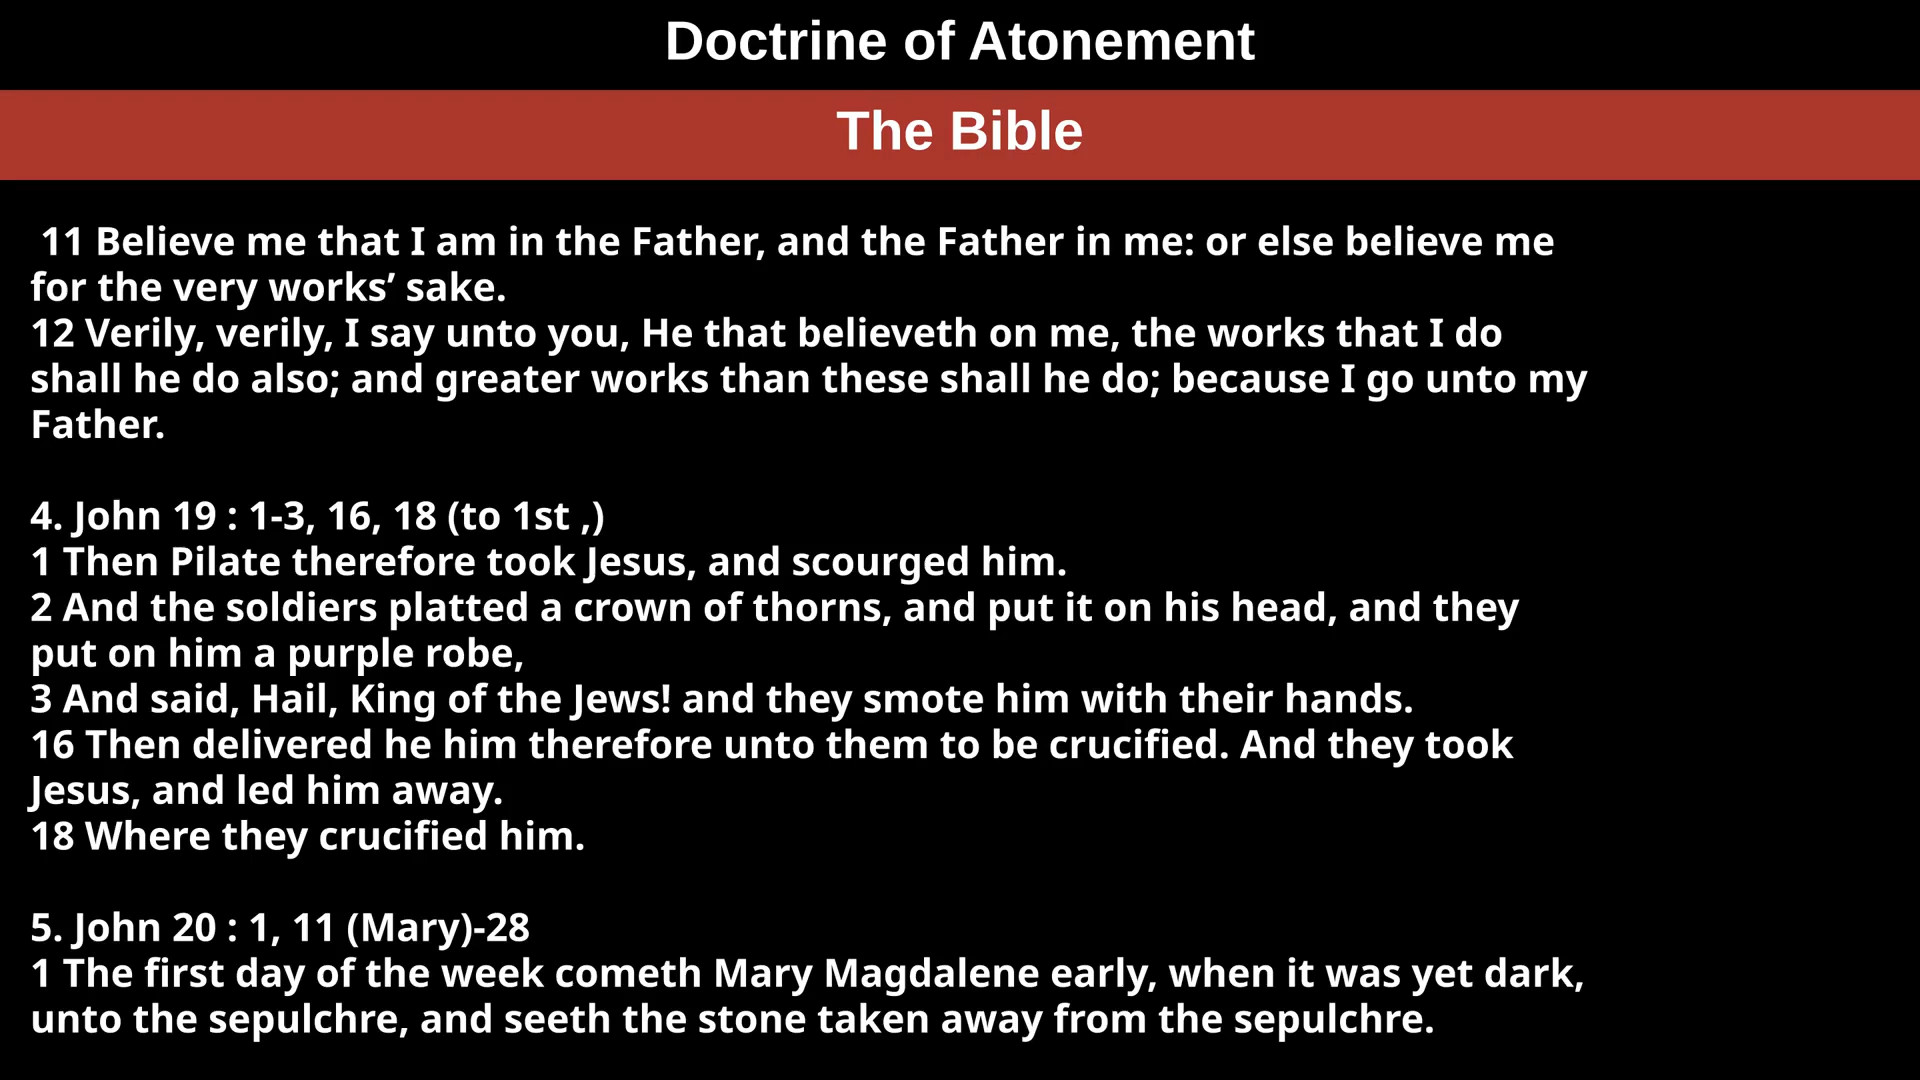 Doctrine of Atonement
The Bible
11 Believe me that I am in the Father, and the Father in me: or else believe me
for the very works’ sake.
12 Verily, verily, I say unto you, He that believeth on me, the works that I do
shall he do also; and greater works than these shall he do; because I go unto my
Father.
4. John 19 : 1-3, 16, 18 (to 1st ,)
1 Then Pilate therefore took Jesus, and scourged him.
2 And the soldiers platted a crown of thorns, and put it on his head, and they
put on him a purple robe,
3 And said, Hail, King of the Jews! and they smote him with their hands.
16 Then delivered he him therefore unto them to be crucified. And they took
Jesus, and led him away.
18 Where they crucified him.
5. John 20 : 1, 11 (Mary)-28
1 The first day of the week cometh Mary Magdalene early, when it was yet dark,
unto the sepulchre, and seeth the stone taken away from the sepulchre.